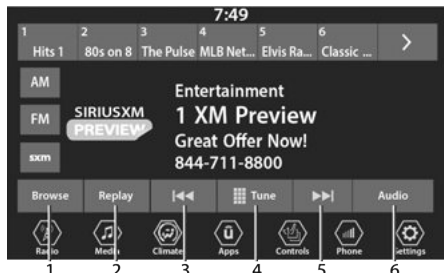 7:49
1 2 3 4 5 6
Hits 1 80s on 8 The Pulse MLB Net... Elvis Ra... Classic ...
AM
FM
sxm
SIRIUSXM
PREVIEW
Entertainment
1 XM Preview
Great Offer Now!
844-711-8800
Browse Replay Tune Audio
Radio Media Climate ü Apps Controls Phone Settings
1 2 3 4 5 6